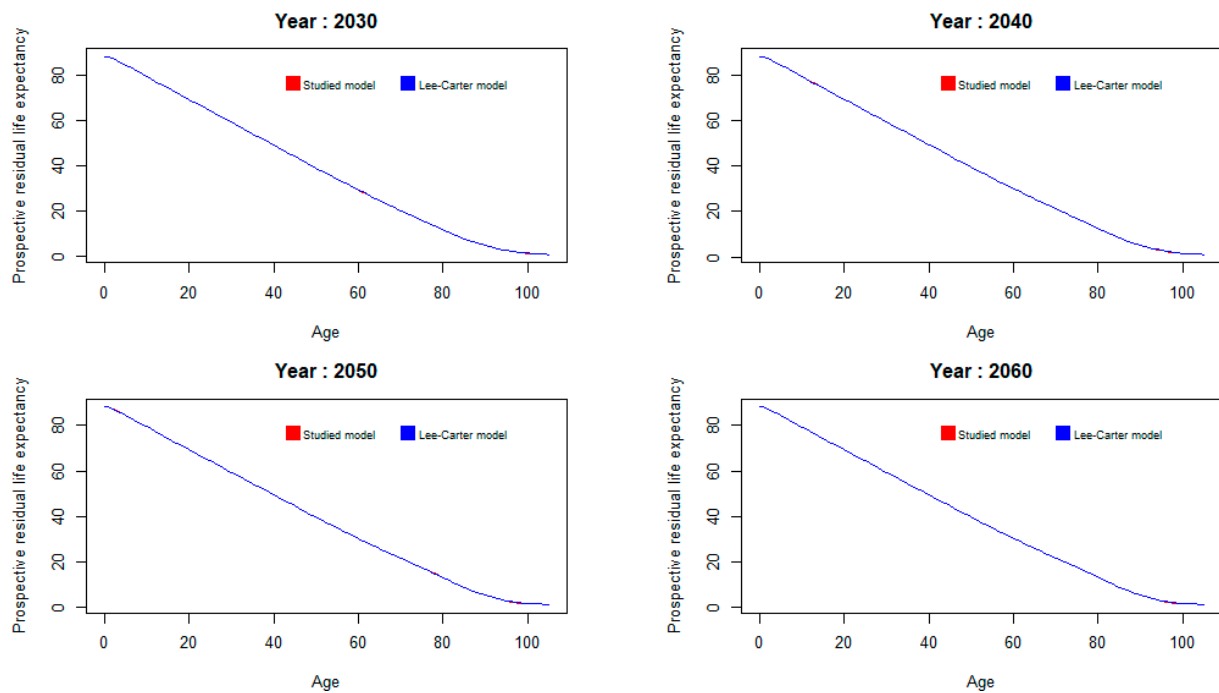 Year : 2030
Prospective residual life expectancy
80
60
40
20
0
Studied model Lee-Carter model
0 20 40 60 80 100
Age
Year : 2040
Prospective residual life expectancy
80
60
40
20
0
Studied model Lee-Carter model
0 20 40 60 80 100
Age
Year : 2050
Prospective residual life expectancy
80
60
40
20
0
Studied model Lee-Carter model
0 20 40 60 80 100
Age
Year : 2060
Prospective residual life expectancy
80
60
40
20
0
Studied model Lee-Carter model
0 20 40 60 80 100
Age